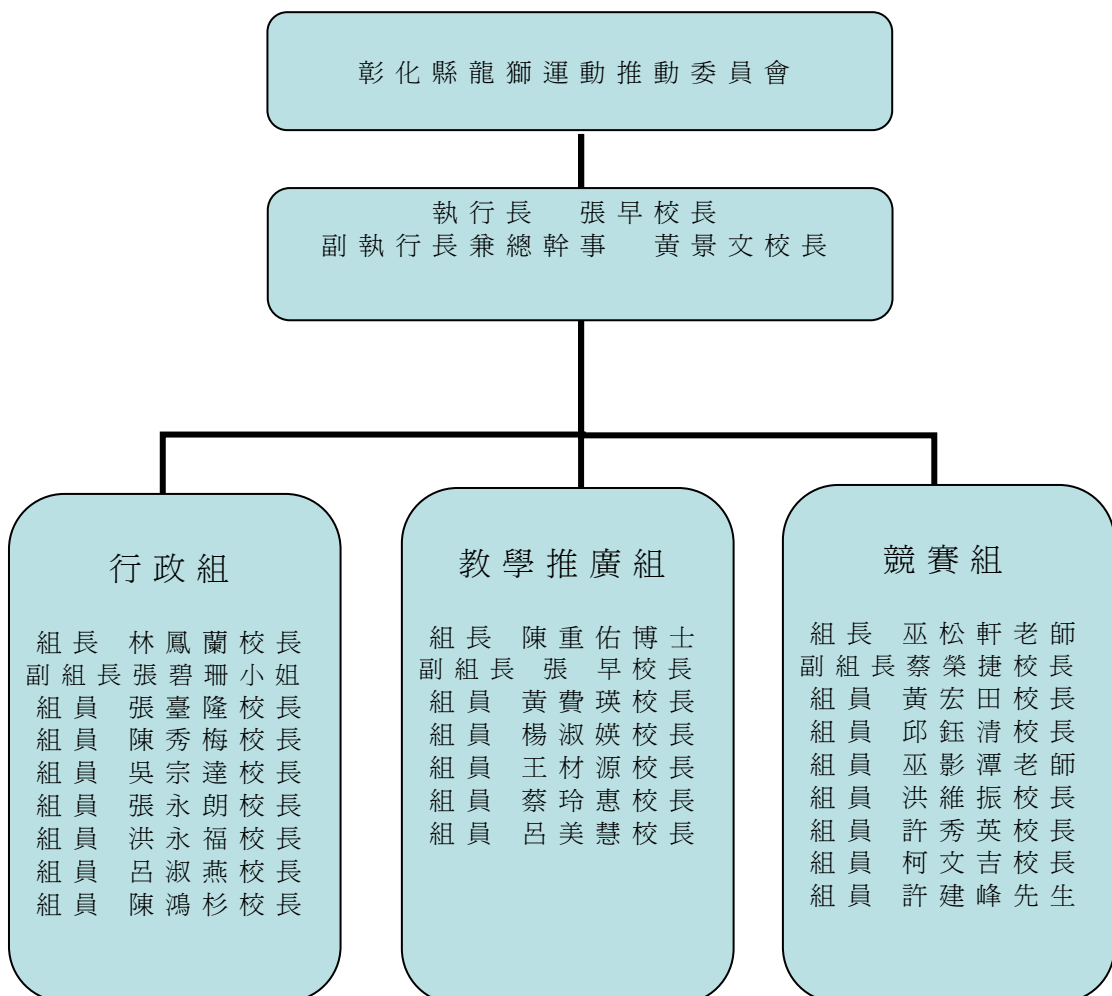 彰化縣龍獅運動推動委員會
執行長　張早校長
副執行長兼總幹事　黃景文校長
行政組
組長　林鳳蘭校長
副組長張碧珊小姐
組員　張臺隆校長
組員　陳秀梅校長
組員　吳宗達校長
組員　張永朗校長
組員　洪永福校長
組員　呂淑燕校長
組員　陳鴻杉校長
教學推廣組
組長　陳重佑博士
副組長　張　早校長
組員　黃費瑛校長
組員　楊淑媖校長
組員　王材源校長
組員　蔡玲惠校長
組員　呂美慧校長
競賽組
組長　巫松軒老師
副組長蔡榮捷校長
組員　黃宏田校長
組員　邱鈺清校長
組員　巫影潭老師
組員　洪維振校長
組員　許秀英校長
組員　柯文吉校長
組員　許建峰先生